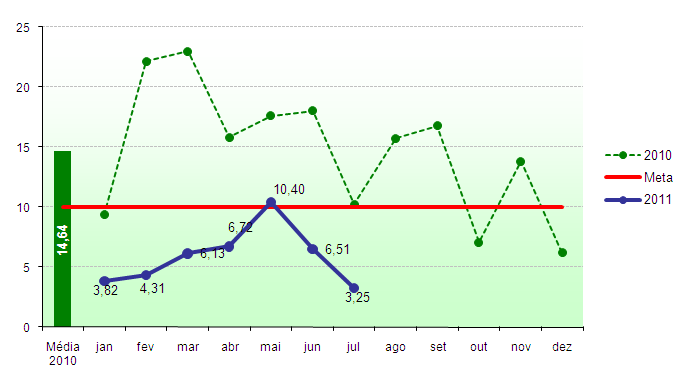 25
20
15
10
5
0
14,64
3,82
4,31
6,13
6,72
10,40
6,51
3,25
Média 2010
jan
fev
mar
abr
mai
jun
jul
ago
set
out
nov
dez
2010
Meta
2011